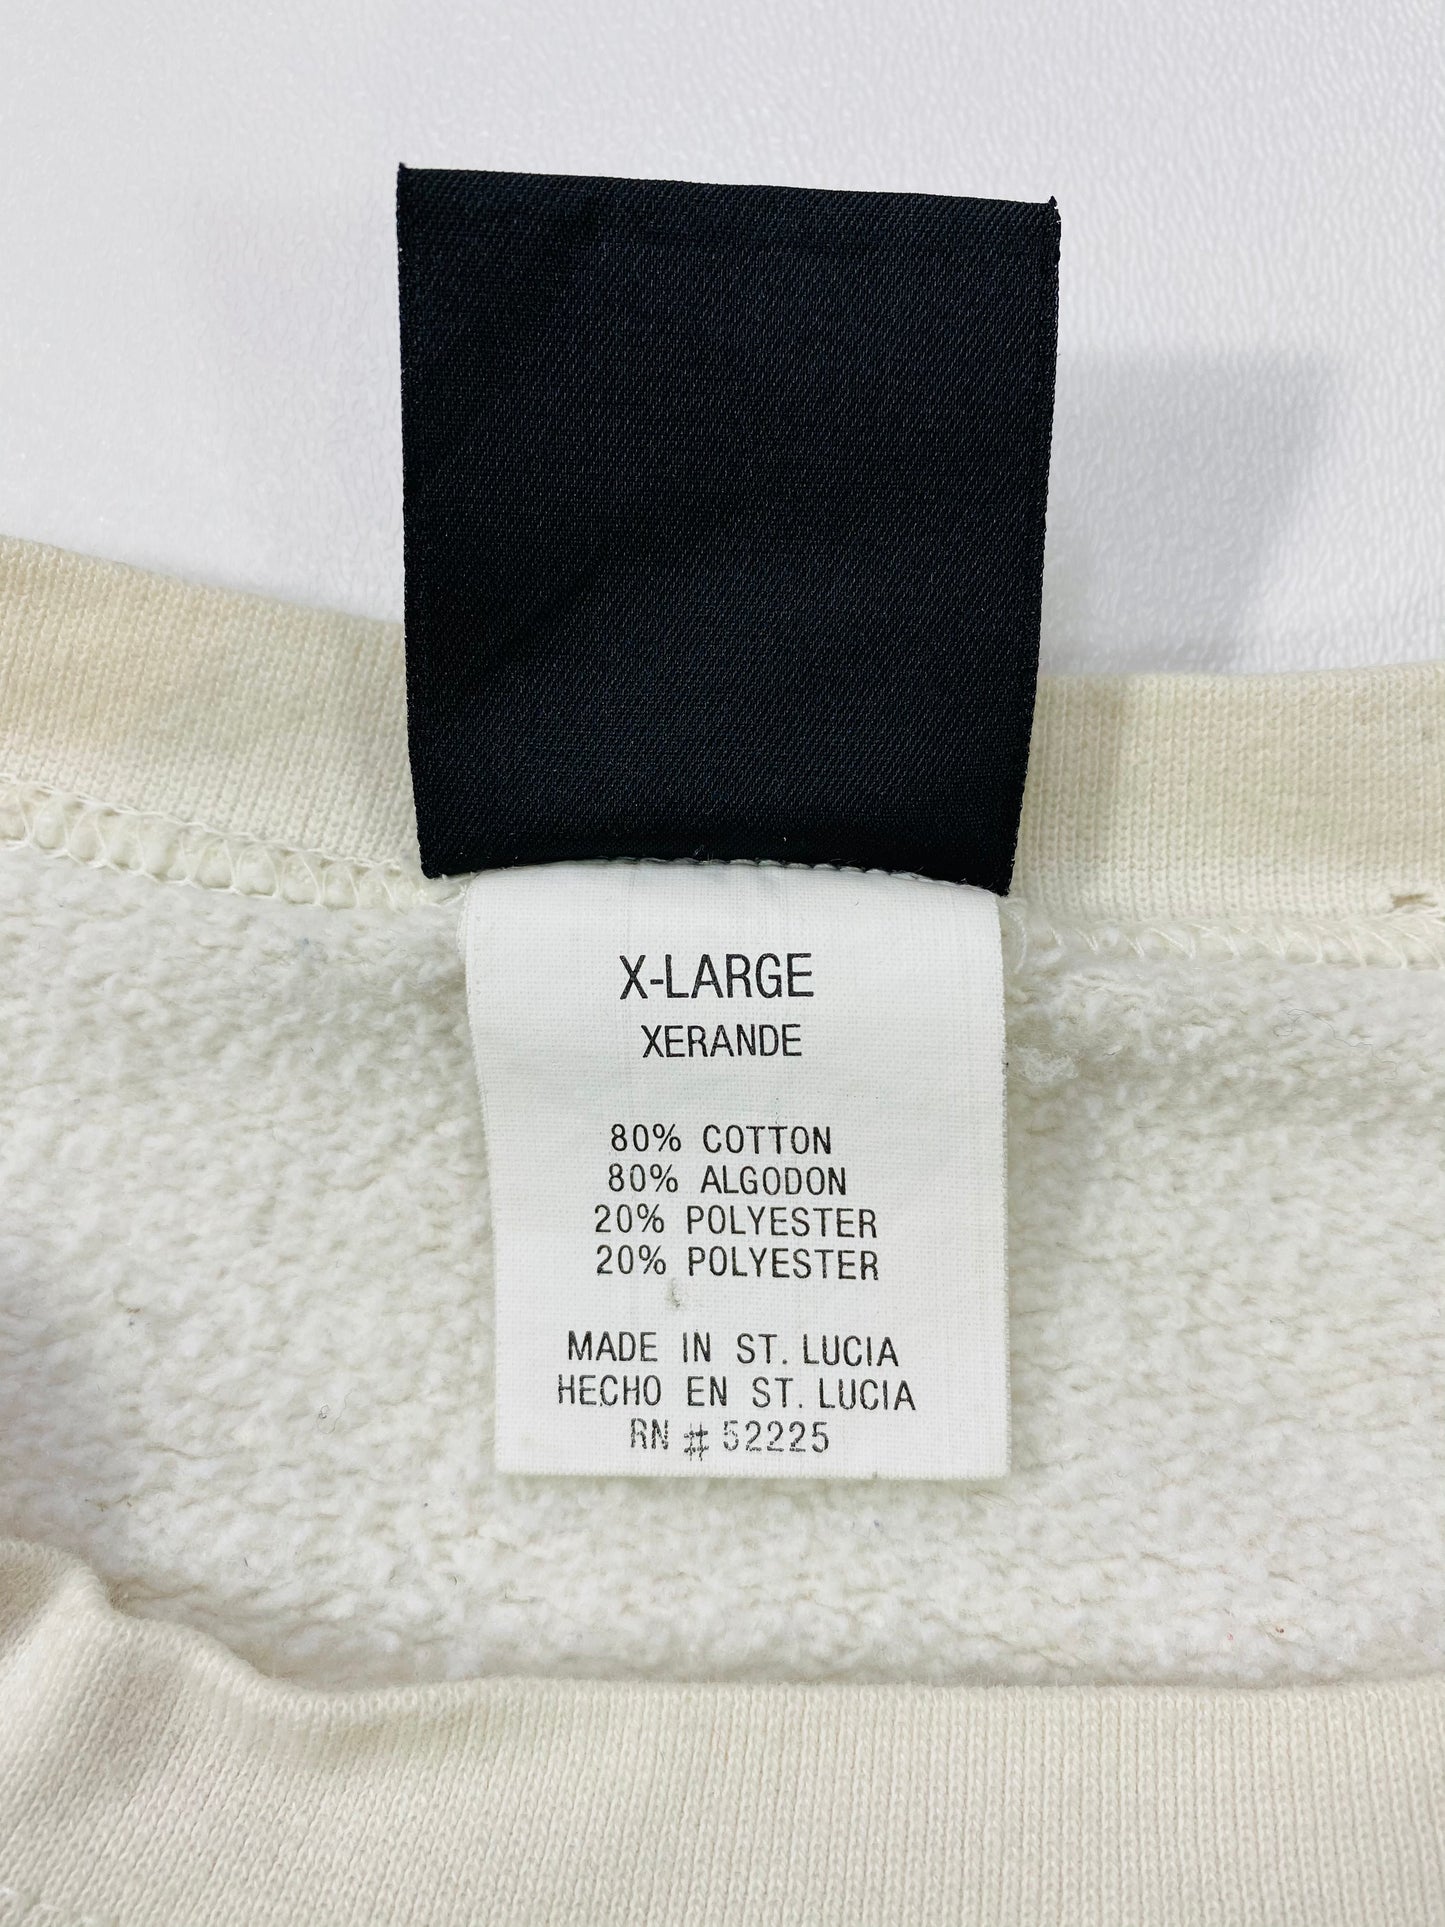 X-LARGE
XERANDE
80% COTTON
80% ALGODON
20% POLYESTER
20% POLYESTER
MADE IN ST. LUCIA
HECHO EN ST. LUCIA
RN # 52225